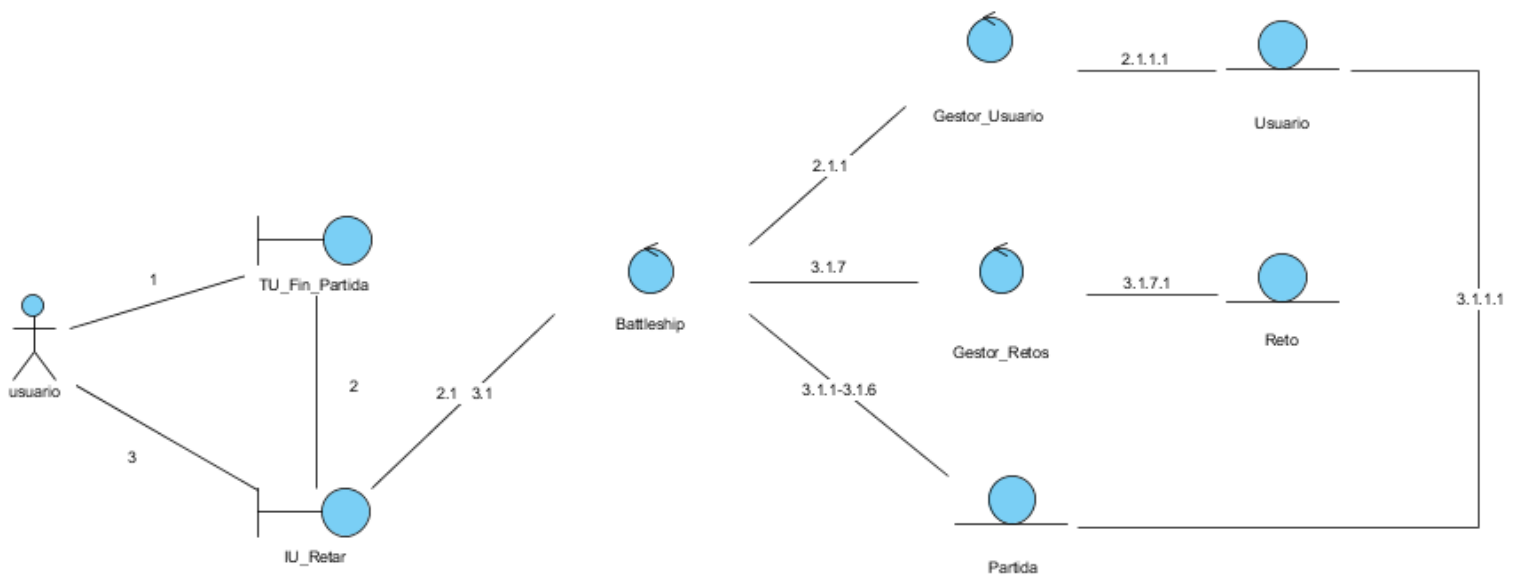 2.1.1.1
Gestor_Usuario
Usuario
2.1.1
1
TU_Fin_Partida
3.1.7
3.1.7.1
3.1.1.1
Battleship
Gestor_Retos
Reto
usuario
2
2.1 3.1
3.1.1-3.1.6
3
IU_Retar
Partida